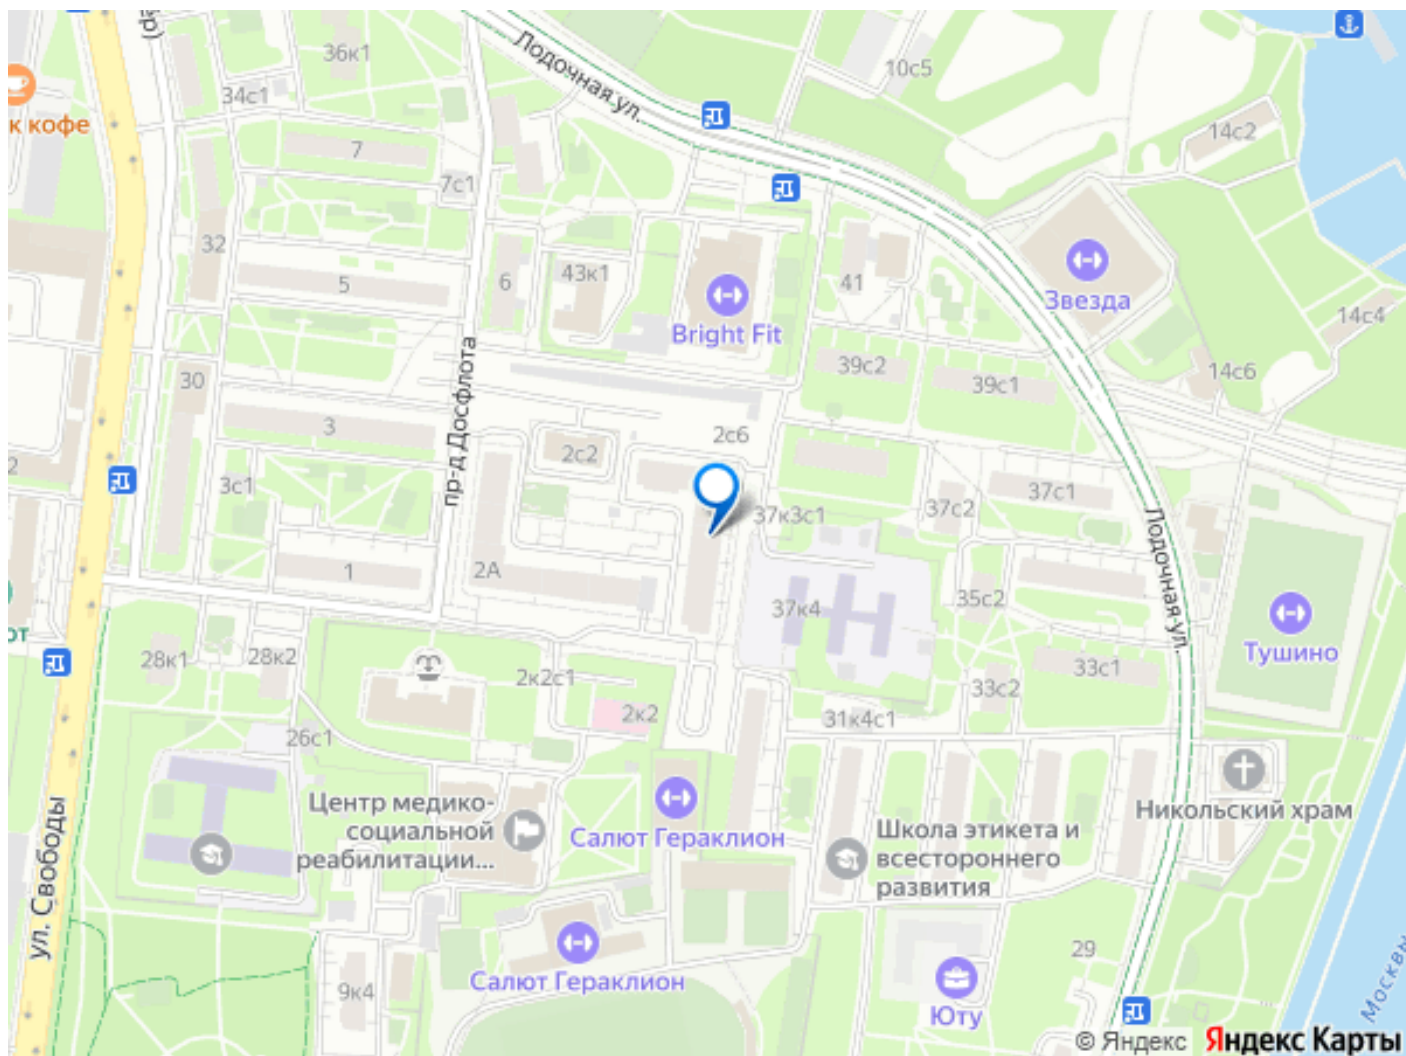 36к1
Лодочная ул.
10с5
34с1
к кофе
14с2
7
7с1
32
6
43к1
41
5
Bright Fit
Звезда
14с4
39с2
14с6
30
39с1
3
пр-д Досфлота
2с6
2с2
2
3с1
37с1
37с2
37к3с1
Лодочная ул.
1
2А
37к4
35с2
от
28к1
28к2
Тушино
2к2с1
33с1
33с2
2к2
31к4с1
26с1
Центр медико-
социальной
реабилитации...
Никольский храм
Салют Гераклион
Школа этикета и
всестороннего
развития
ул. Свободы
29
Салют Гераклион
9к4
Юту
Москвы
© Яндекс Яндекс Карты